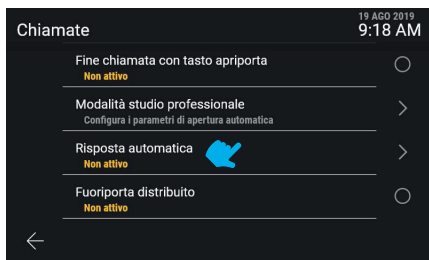 Chiamate
19 AGO 2019
9:18 AM
Fine chiamata con tasto apriporta
Non attivo
Modalità studio professionale
Configura i parametri di apertura automatica
Risposta automatica
Non attivo
Fuoriporta distribuito
Non attivo